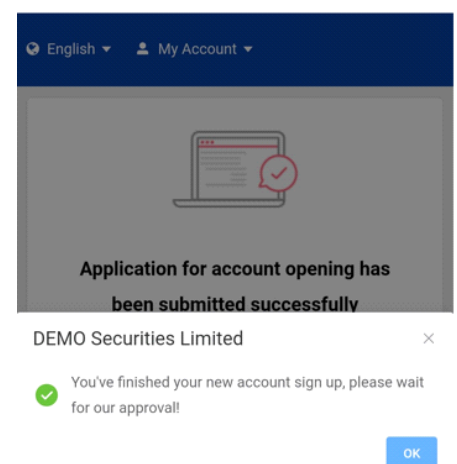 English My Account
Application for account opening has
been submitted successfully
DEMO Securities Limited
You've finished your new account sign up, please wait
for our approval!
OK